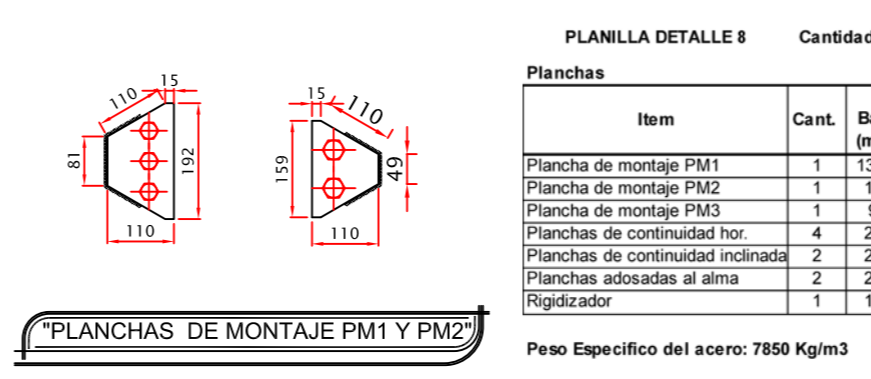 15
110
81
192
110
15
110
159
49
110
"PLANCHAS DE MONTAJE PM1 Y PM2"
PLANILLA DETALLE 8 Cantidad
Planchas
Item Cant.
Plancha de montaje PM1 1
Plancha de montaje PM2 1
Plancha de montaje PM3 1
Planchas de continuidad hor. 4
Planchas de continuidad inclinada 2
Planchas adosadas al alma 2
Rigidizador 1
Peso Especifico del acero: 7850 Kg/m3